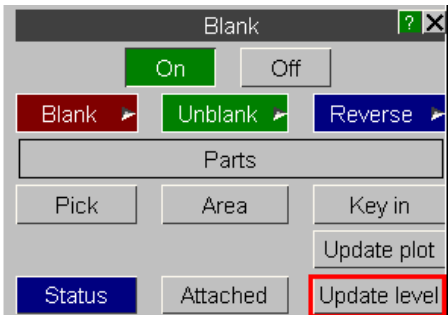 Blank ? X
On Off
Blank Unblank Reverse
Parts
Pick Area Key in
Update plot
Status Attached Update level